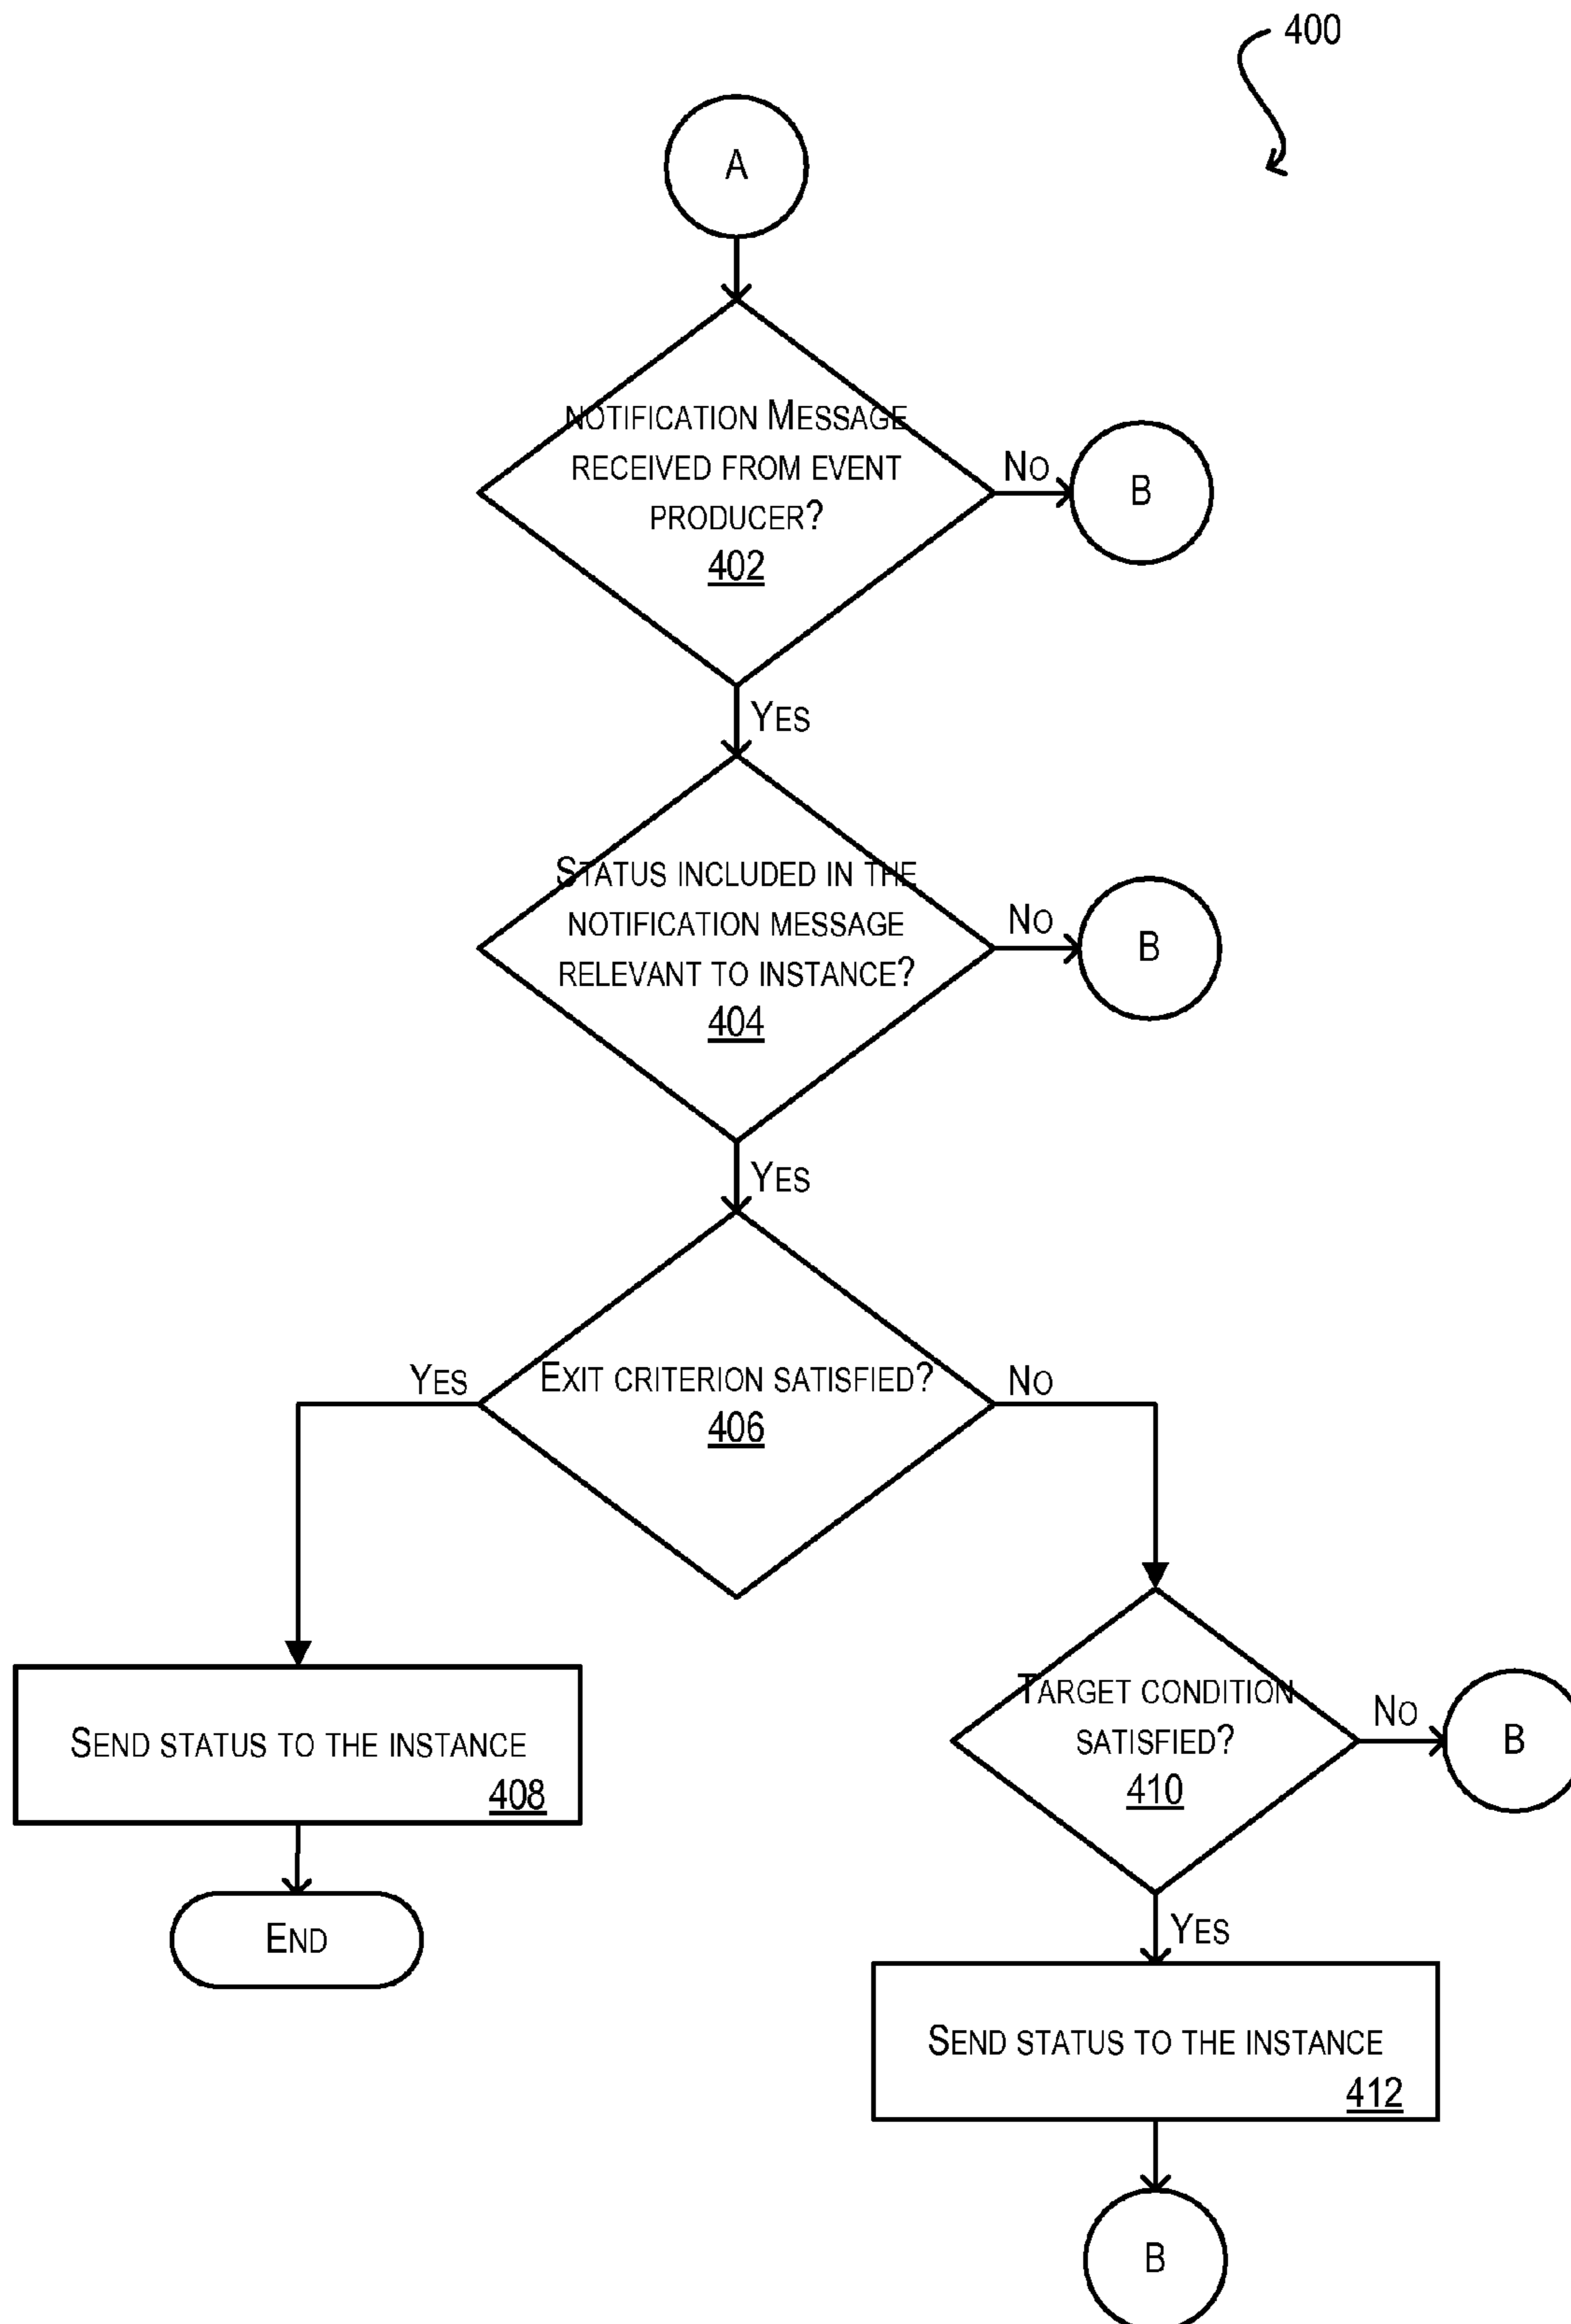 400
A
NOTIFICATION MESSAGE
RECEIVED FROM EVENT
PRODUCER?
402
NO
B
YES
STATUS INCLUDED IN THE
NOTIFICATION MESSAGE
RELEVANT TO INSTANCE?
404
NO
B
YES
YES
EXIT CRITERION SATISFIED?
406
NO
TARGET CONDITION
SATISFIED?
410
NO
B
SEND STATUS TO THE INSTANCE
408
END
YES
SEND STATUS TO THE INSTANCE
412
B